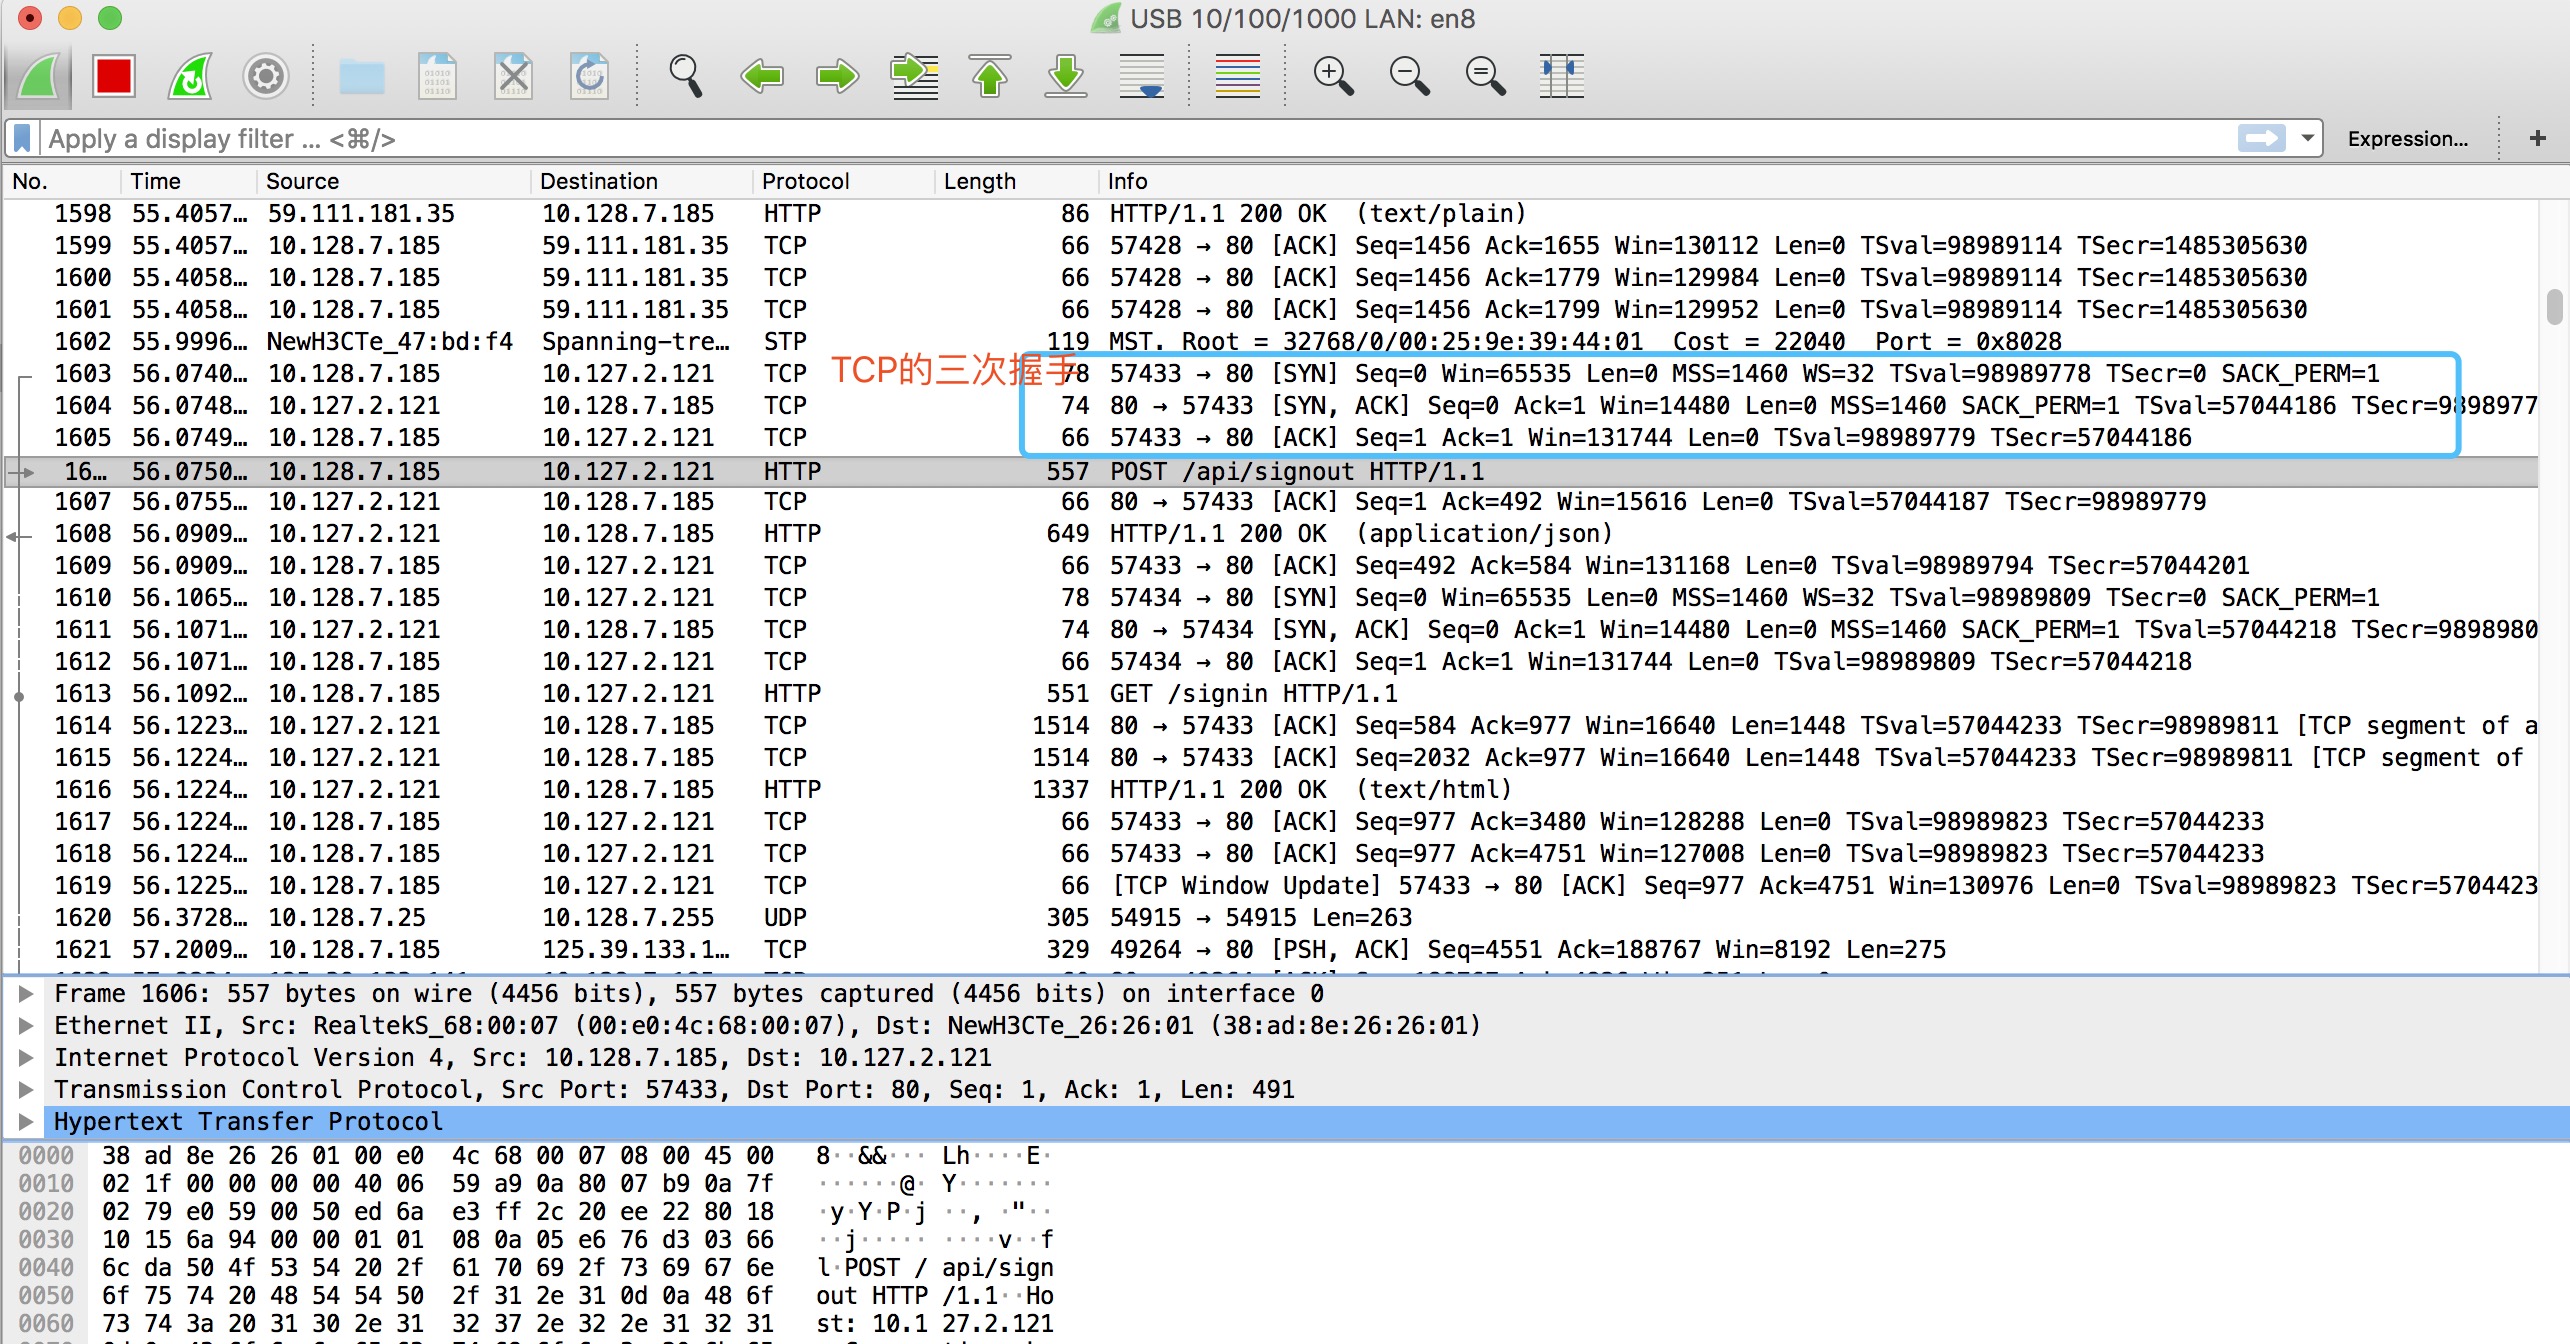 USB 10/100/1000 LAN: en8
Apply a display filter ... <⌘/> Expression... +
No. Time Source Destination Protocol Length Info
1598 55.4057… 59.111.181.35 10.128.7.185 HTTP 86 HTTP/1.1 200 OK (text/plain)
1599 55.4057… 10.128.7.185 59.111.181.35 TCP 66 57428 → 80 [ACK] Seq=1456 Ack=1655 Win=130112 Len=0 TSval=98989114 TSecr=1485305630
1600 55.4058… 10.128.7.185 59.111.181.35 TCP 66 57428 → 80 [ACK] Seq=1456 Ack=1779 Win=129984 Len=0 TSval=98989114 TSecr=1485305630
1601 55.4058… 10.128.7.185 59.111.181.35 TCP 66 57428 → 80 [ACK] Seq=1456 Ack=1799 Win=129952 Len=0 TSval=98989114 TSecr=1485305630
1602 55.9996… NewH3CTe_47:bd:f4 Spanning-tre… STP 119 MST. Root = 32768/0/00:25:9e:39:44:01 Cost = 22040 Port = 0x8028
TCP的三次握手
1603 56.0740… 10.128.7.185 10.127.2.121 TCP 78 57433 → 80 [SYN] Seq=0 Win=65535 Len=0 MSS=1460 WS=32 TSval=98989778 TSecr=0 SACK_PERM=1
1604 56.0748… 10.127.2.121 10.128.7.185 TCP 74 80 → 57433 [SYN, ACK] Seq=0 Ack=1 Win=14480 Len=0 MSS=1460 SACK_PERM=1 TSval=57044186 TSecr=9898977
1605 56.0749… 10.128.7.185 10.127.2.121 TCP 66 57433 → 80 [ACK] Seq=1 Ack=1 Win=131744 Len=0 TSval=98989779 TSecr=57044186
16… 56.0750… 10.128.7.185 10.127.2.121 HTTP 557 POST /api/signout HTTP/1.1
1607 56.0755… 10.127.2.121 10.128.7.185 TCP 66 80 → 57433 [ACK] Seq=1 Ack=492 Win=15616 Len=0 TSval=57044187 TSecr=98989779
1608 56.0909… 10.127.2.121 10.128.7.185 HTTP 649 HTTP/1.1 200 OK (application/json)
1609 56.0909… 10.128.7.185 10.127.2.121 TCP 66 57433 → 80 [ACK] Seq=492 Ack=584 Win=131168 Len=0 TSval=98989794 TSecr=57044201
1610 56.1065… 10.128.7.185 10.127.2.121 TCP 78 57434 → 80 [SYN] Seq=0 Win=65535 Len=0 MSS=1460 WS=32 TSval=98989809 TSecr=0 SACK_PERM=1
1611 56.1071… 10.127.2.121 10.128.7.185 TCP 74 80 → 57434 [SYN, ACK] Seq=0 Ack=1 Win=14480 Len=0 MSS=1460 SACK_PERM=1 TSval=57044218 TSecr=9898980
1612 56.1071… 10.128.7.185 10.127.2.121 TCP 66 57434 → 80 [ACK] Seq=1 Ack=1 Win=131744 Len=0 TSval=98989809 TSecr=57044218
1613 56.1092… 10.128.7.185 10.127.2.121 HTTP 551 GET /signin HTTP/1.1
1614 56.1223… 10.127.2.121 10.128.7.185 TCP 1514 80 → 57433 [ACK] Seq=584 Ack=977 Win=16640 Len=1448 TSval=57044233 TSecr=98989811 [TCP segment of a
1615 56.1224… 10.127.2.121 10.128.7.185 TCP 1514 80 → 57433 [ACK] Seq=2032 Ack=977 Win=16640 Len=1448 TSval=57044233 TSecr=98989811 [TCP segment of
1616 56.1224… 10.127.2.121 10.128.7.185 HTTP 1337 HTTP/1.1 200 OK (text/html)
1617 56.1224… 10.128.7.185 10.127.2.121 TCP 66 57433 → 80 [ACK] Seq=977 Ack=3480 Win=128288 Len=0 TSval=98989823 TSecr=57044233
1618 56.1224… 10.128.7.185 10.127.2.121 TCP 66 57433 → 80 [ACK] Seq=977 Ack=4751 Win=127008 Len=0 TSval=98989823 TSecr=57044233
1619 56.1225… 10.128.7.185 10.127.2.121 TCP 66 [TCP Window Update] 57433 → 80 [ACK] Seq=977 Ack=4751 Win=130976 Len=0 TSval=98989823 TSecr=5704423
1620 56.3728… 10.128.7.25 10.128.7.255 UDP 305 54915 → 54915 Len=263
1621 57.2009… 10.128.7.185 125.39.133.1… TCP 329 49264 → 80 [PSH, ACK] Seq=4551 Ack=188767 Win=8192 Len=275
Frame 1606: 557 bytes on wire (4456 bits), 557 bytes captured (4456 bits) on interface 0
Ethernet II, Src: RealtekS_68:00:07 (00:e0:4c:68:00:07), Dst: NewH3CTe_26:26:01 (38:ad:8e:26:26:01)
Internet Protocol Version 4, Src: 10.128.7.185, Dst: 10.127.2.121
Transmission Control Protocol, Src Port: 57433, Dst Port: 80, Seq: 1, Ack: 1, Len: 491
Hypertext Transfer Protocol
0000 38 ad 8e 26 26 01 00 e0 4c 68 00 07 08 00 45 00 8··&&··· Lh····E·
0010 02 1f 00 00 00 00 40 06 59 a9 0a 80 07 b9 0a 7f ······@· Y·······
0020 02 79 e0 59 00 50 ed 6a e3 ff 2c 20 ee 22 80 18 ·y·Y·P·j ··, ·"··
0030 10 15 6a 94 00 00 01 01 08 0a 05 e6 76 d3 03 66 ··j····· ····v··f
0040 6c da 50 4f 53 54 20 2f 61 70 69 2f 73 69 67 6e l·POST / api/sign
0050 6f 75 74 20 48 54 54 50 2f 31 2e 31 0d 0a 48 6f out HTTP /1.1··Ho
0060 73 74 3a 20 31 30 2e 31 32 37 2e 32 2e 31 32 31 st: 10.1 27.2.121